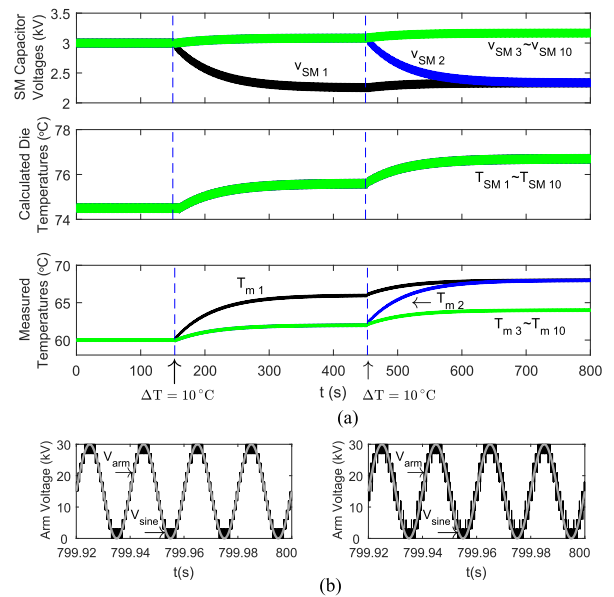 SM Capacitor
Voltages (kV)
3.5
3
2.5
2
v_SM 1
v_SM 2
v_SM 3~v_SM 10
Calculated Die
Temperatures (°C)
78
76
74
T_SM 1~T_SM 10
Measured
Temperatures (°C)
70
65
60
T_m 1
T_m 2
T_m 3~T_m 10
0 100 200 300 400 500 600 700 800
t (s)
ΔT = 10 °C
ΔT = 10 °C
(a)
Arm Voltage (kV)
30
20
10
0
V_arm
V_sine
799.92 799.94 799.96 799.98 800
t(s)
Arm Voltage (kV)
30
20
10
0
V_arm
V_sine
799.92 799.94 799.96 799.98 800
t(s)
(b)